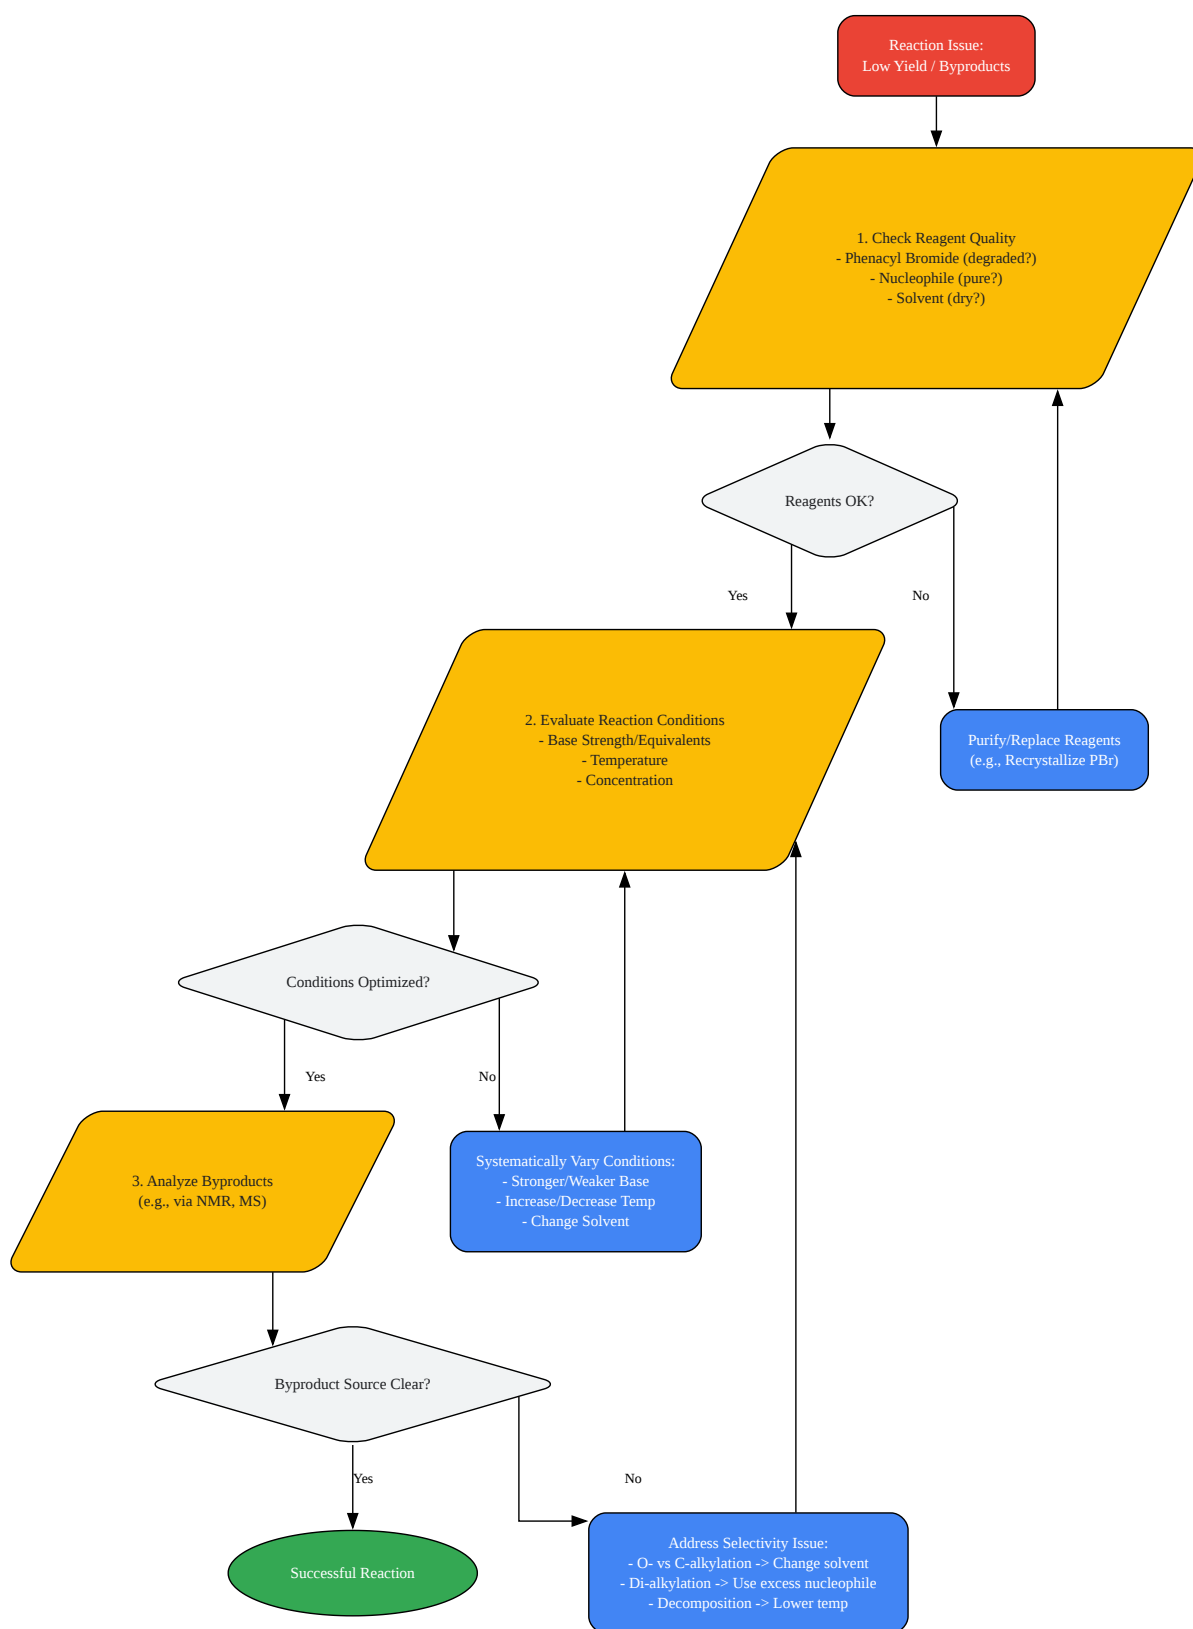 Reaction Issue:
Low Yield / Byproducts
1. Check Reagent Quality
- Phenacyl Bromide (degraded?)
- Nucleophile (pure?)
- Solvent (dry?)
Reagents OK?
Yes
No
2. Evaluate Reaction Conditions
- Base Strength/Equivalents
- Temperature
- Concentration
Purify/Replace Reagents
(e.g., Recrystallize PBr)
Conditions Optimized?
Yes
No
3. Analyze Byproducts
(e.g., via NMR, MS)
Systematically Vary Conditions:
- Stronger/Weaker Base
- Increase/Decrease Temp
- Change Solvent
Byproduct Source Clear?
Yes
No
Successful Reaction
Address Selectivity Issue:
- O- vs C-alkylation -> Change solvent
- Di-alkylation -> Use excess nucleophile
- Decomposition -> Lower temp